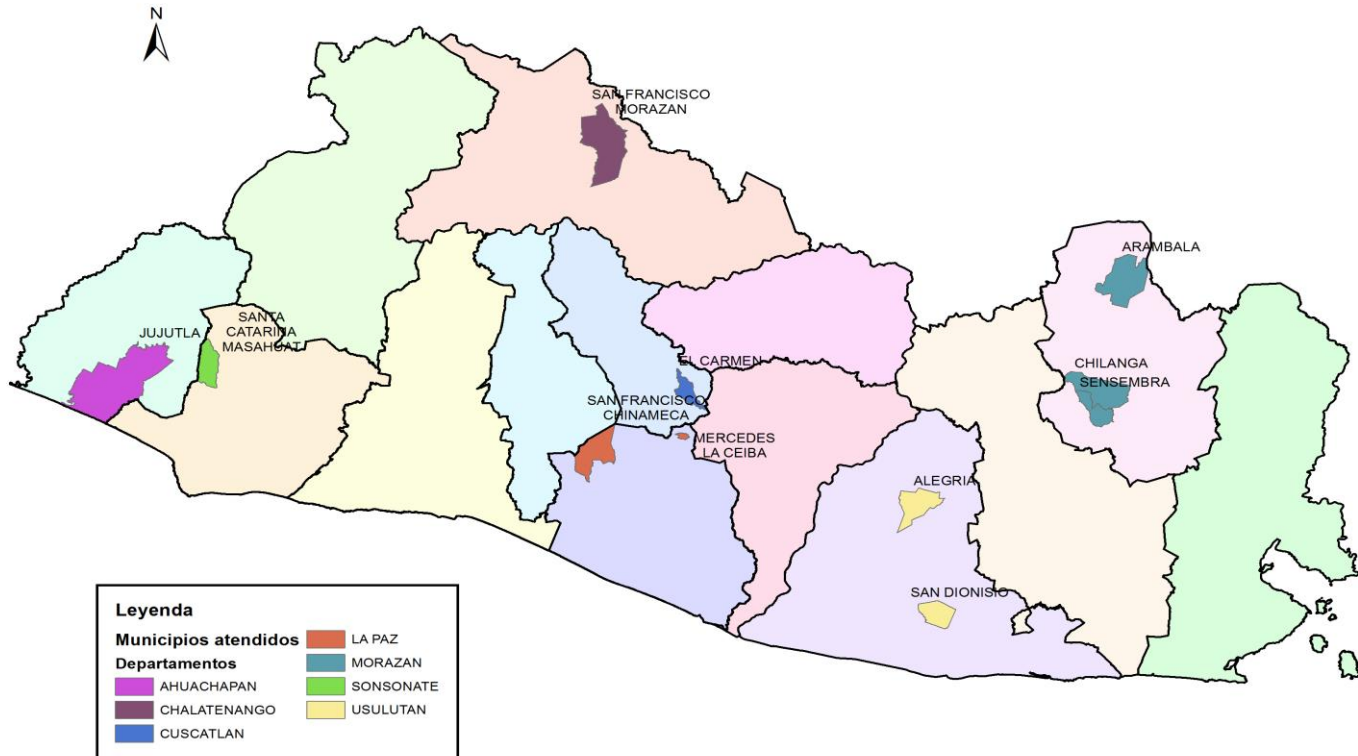 N
SAN FRANCISCO
MORAZAN
ARAMBALA
SANTA
CATARINA
MASAHUAT
JUJUTLA
EL CARMEN
CHILANGA
SENSEMBRA
SAN FRANCISCO
CHINAMECA
MERCEDES
LA CEIBA
ALEGRIA
SAN DIONISIO
Leyenda
Municipios atendidos
Departamentos
AHUACHAPAN
CHALATENANGO
CUSCATLAN
LA PAZ
MORAZAN
SONSONATE
USULUTAN